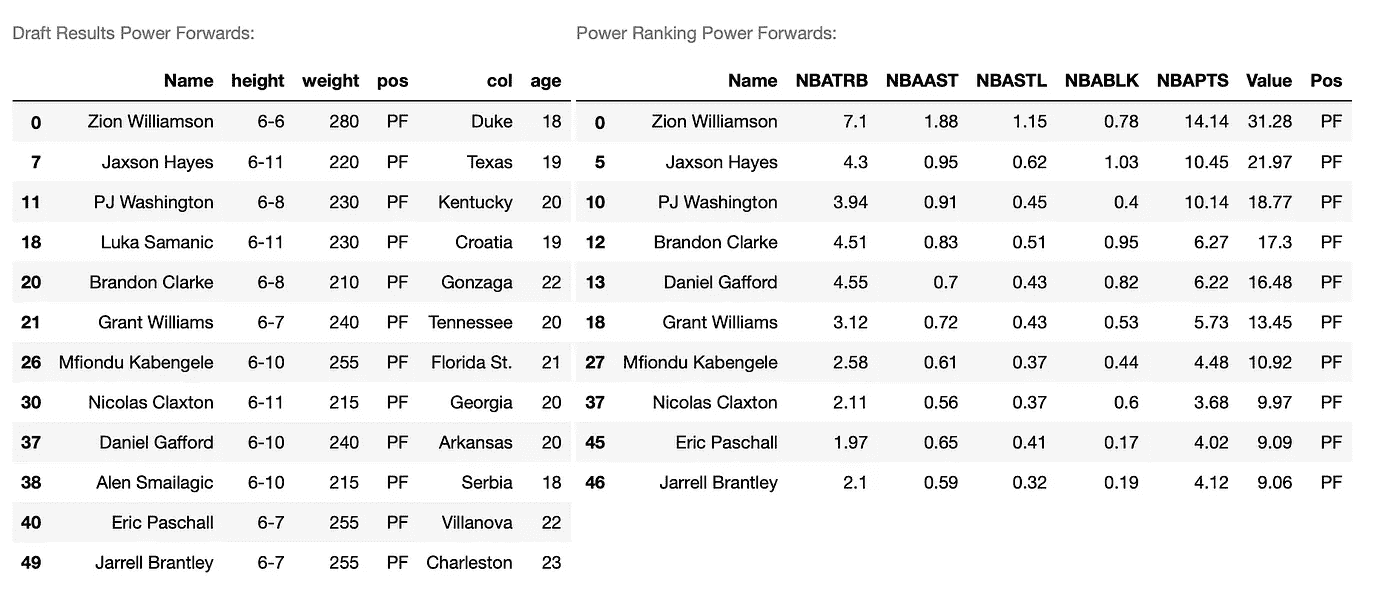 Draft Results Power Forwards:
Name height weight pos col age
0 Zion Williamson 6-6 280 PF Duke 18
7 Jaxson Hayes 6-11 220 PF Texas 19
11 PJ Washington 6-8 230 PF Kentucky 20
18 Luka Samanic 6-11 230 PF Croatia 19
20 Brandon Clarke 6-8 210 PF Gonzaga 22
21 Grant Williams 6-7 240 PF Tennessee 20
26 Mfiondu Kabengele 6-10 255 PF Florida St. 21
30 Nicolas Claxton 6-11 215 PF Georgia 20
37 Daniel Gafford 6-10 240 PF Arkansas 20
38 Alen Smailagic 6-10 215 PF Serbia 18
40 Eric Paschall 6-7 255 PF Villanova 22
49 Jarrell Brantley 6-7 255 PF Charleston 23
Power Ranking Power Forwards:
Name NBATRB NBAAST NBASTL NBABLK NBAPTS Value Pos
0 Zion Williamson 7.1 1.88 1.15 0.78 14.14 31.28 PF
5 Jaxson Hayes 4.3 0.95 0.62 1.03 10.45 21.97 PF
10 PJ Washington 3.94 0.91 0.45 0.4 10.14 18.77 PF
12 Brandon Clarke 4.51 0.83 0.51 0.95 6.27 17.3 PF
13 Daniel Gafford 4.55 0.7 0.43 0.82 6.22 16.48 PF
18 Grant Williams 3.12 0.72 0.43 0.53 5.73 13.45 PF
27 Mfiondu Kabengele 2.58 0.61 0.37 0.44 4.48 10.92 PF
37 Nicolas Claxton 2.11 0.56 0.37 0.6 3.68 9.97 PF
45 Eric Paschall 1.97 0.65 0.41 0.17 4.02 9.09 PF
46 Jarrell Brantley 2.1 0.59 0.32 0.19 4.12 9.06 PF